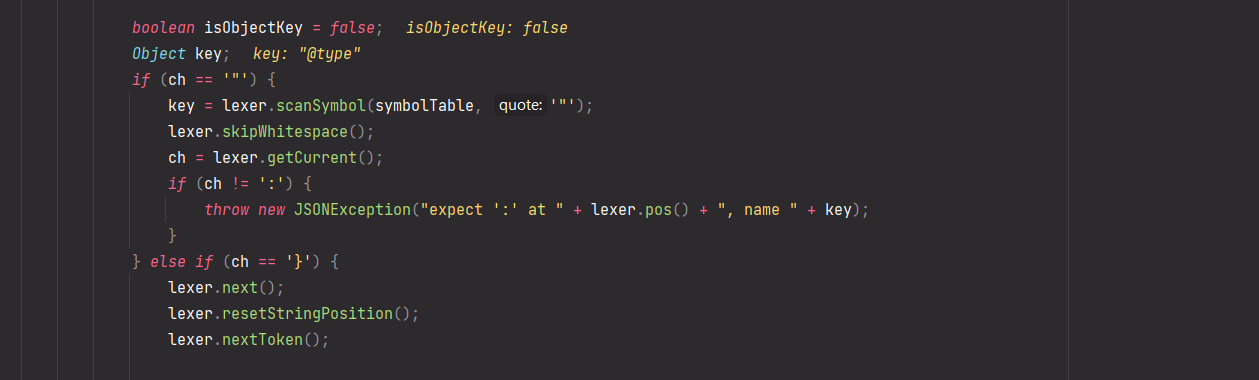 boolean isObjectKey = false;   isObjectKey: false
Object key;   key: "@type"
if (ch == '"') {
    key = lexer.scanSymbol(symbolTable, quote: '"');
    lexer.skipWhitespace();
    ch = lexer.getCurrent();
    if (ch != ':') {
        throw new JSONException("expect ':' at " + lexer.pos() + ", name " + key);
    }
} else if (ch == '}') {
    lexer.next();
    lexer.resetStringPosition();
    lexer.nextToken();